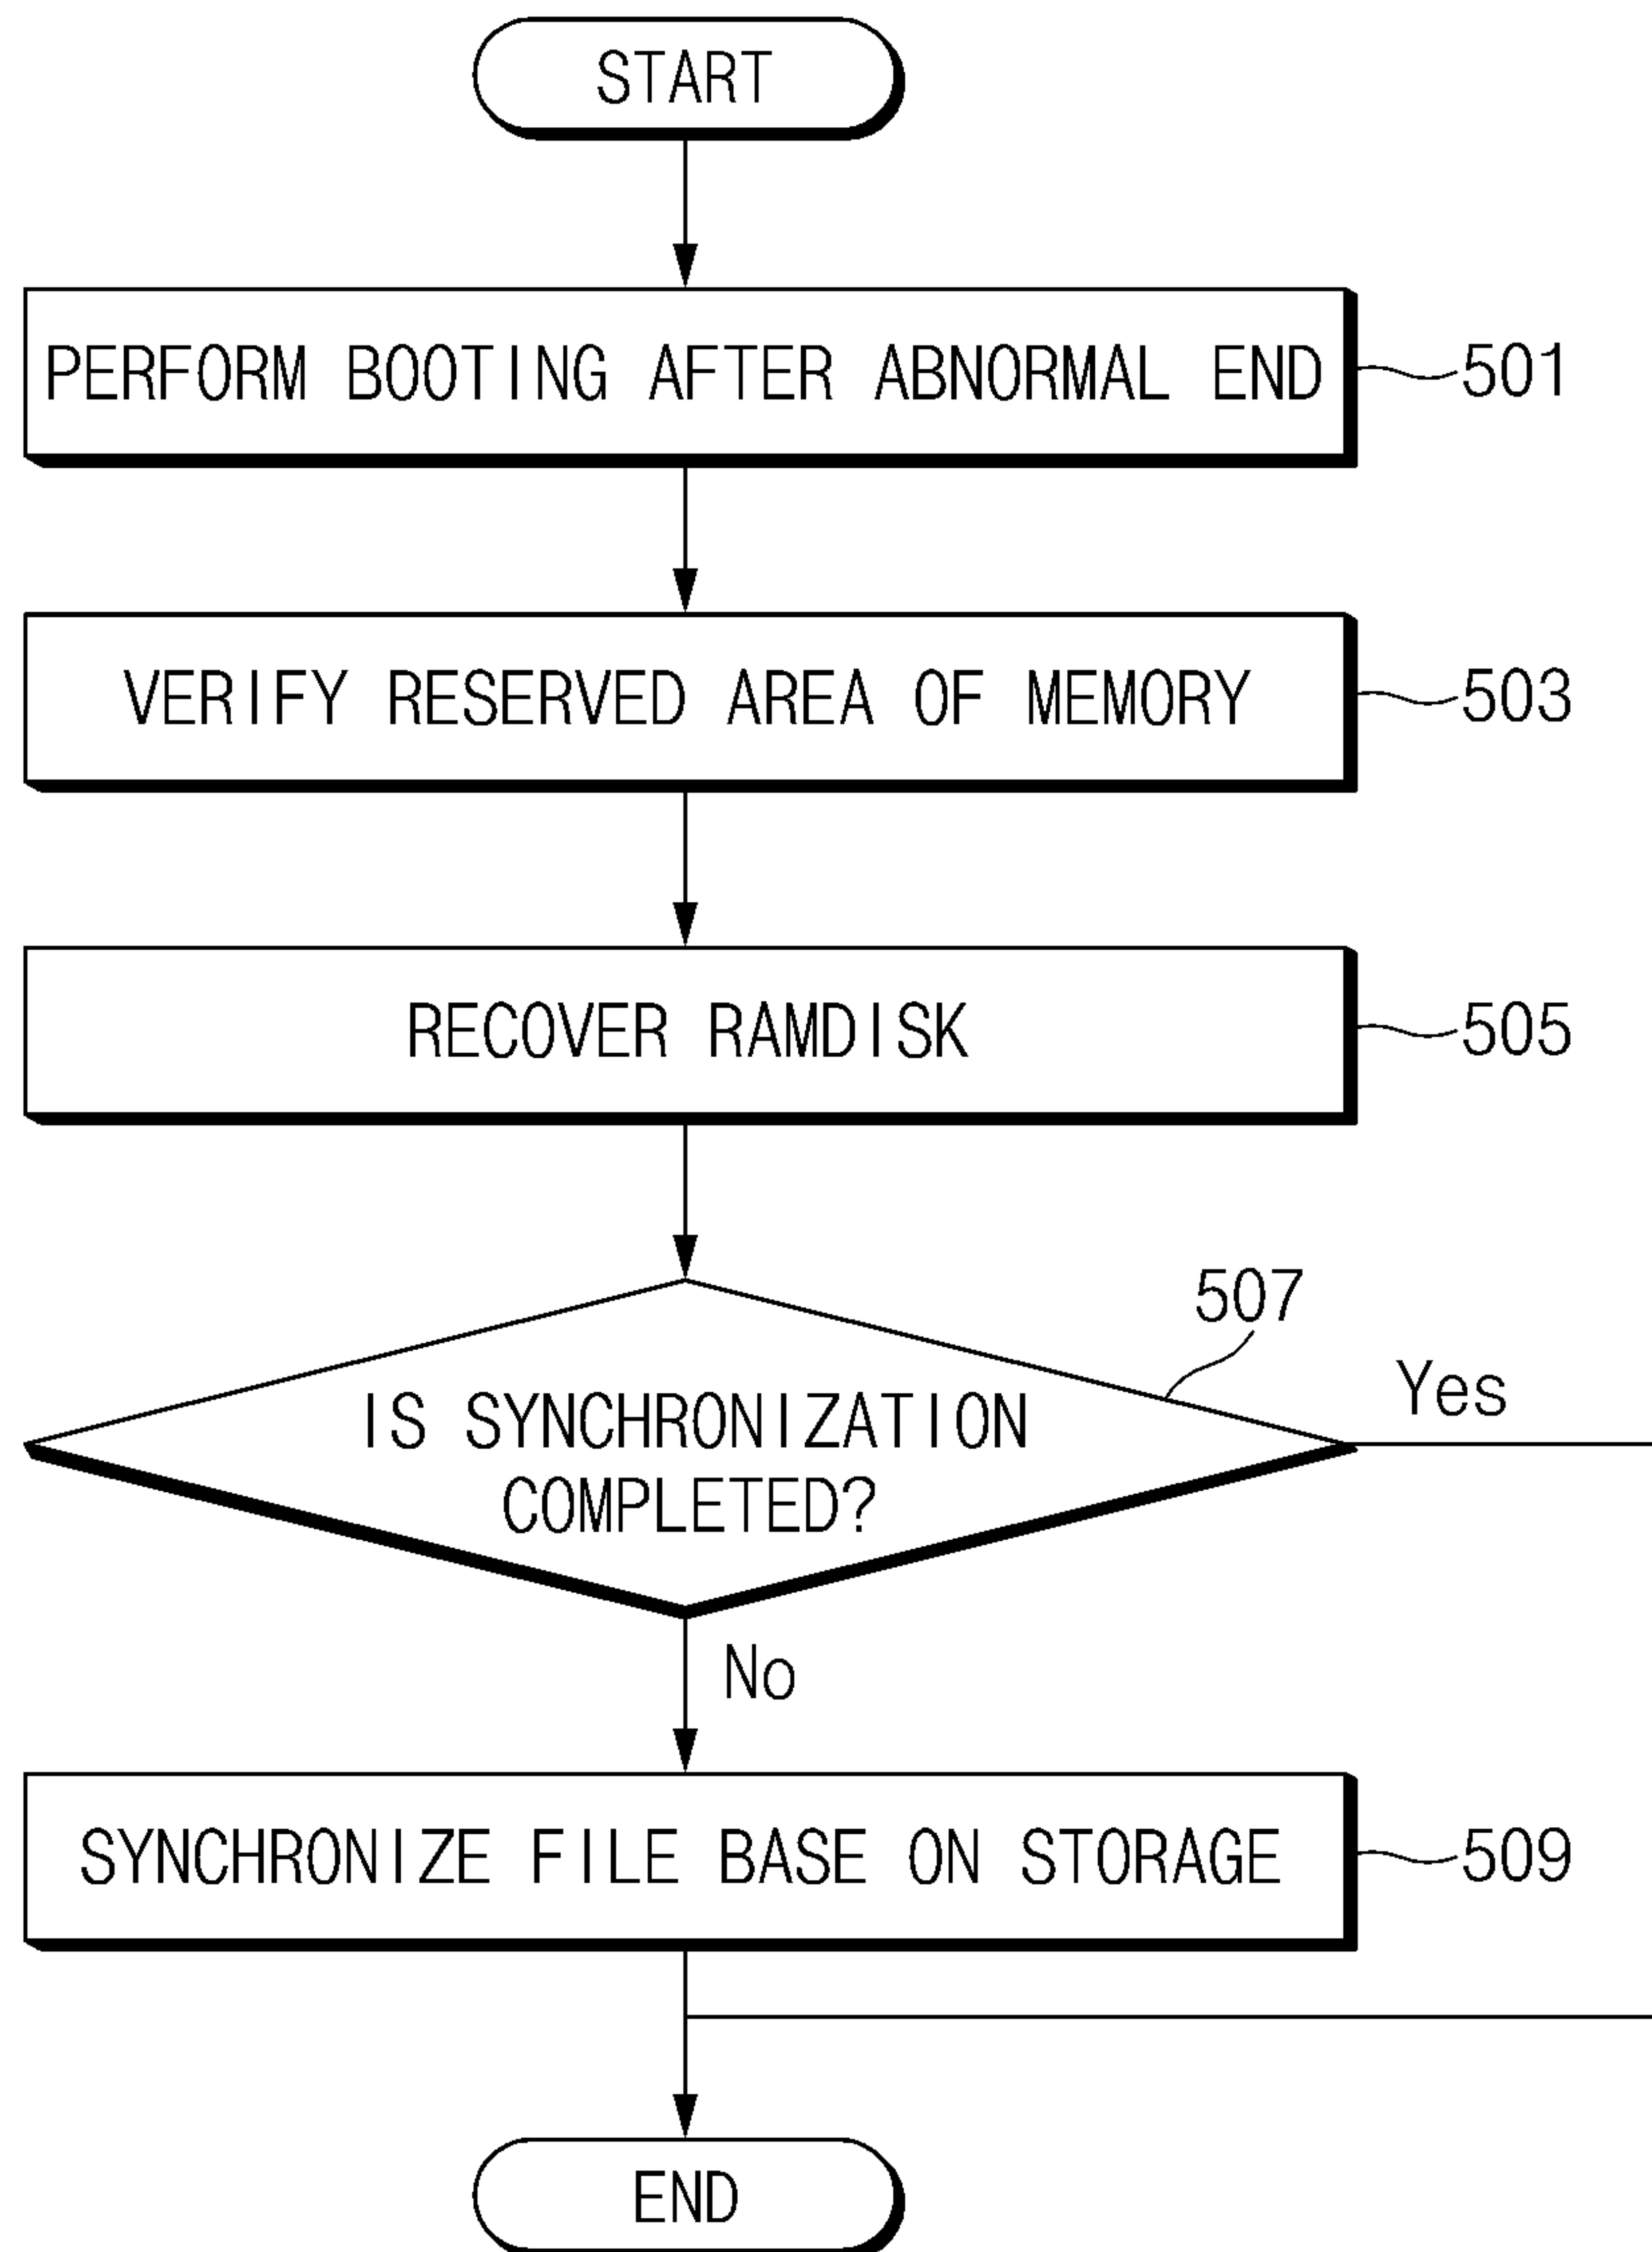 START
PERFORM BOOTING AFTER ABNORMAL END
501
VERIFY RESERVED AREA OF MEMORY
503
RECOVER RAMDISK
505
507
Yes
IS SYNCHRONIZATION
COMPLETED?
No
SYNCHRONIZE FILE BASE ON STORAGE
509
END